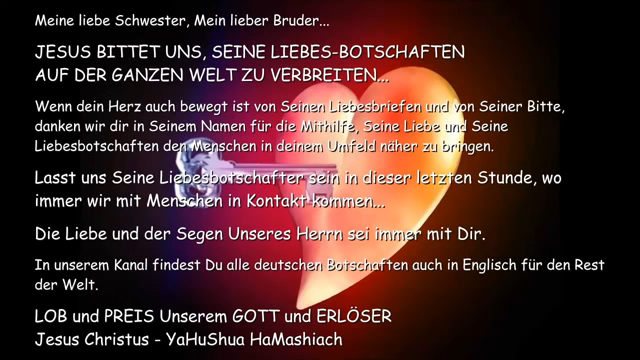 Meine liebe Schwester, Mein lieber Bruder...
JESUS BITTET UNS, SEINE LIEBES-BOTSCHAFTEN
AUF DER GANZEN WELT ZU VERBREITEN...
Wenn dein Herz auch bewegt ist von Seinen Liebesbriefen und von Seiner Bitte,
danken wir dir in Seinem Namen für die Mithilfe, Seine Liebe und Seine
Liebesbotschaften den Menschen in deinem Umfeld näher zu bringen.
Lasst uns Seine Liebesbotschafter sein in dieser letzten Stunde, wo
immer wir mit Menschen in Kontakt kommen...
Die Liebe und der Segen Unseres Herrn sei immer mit Dir.
In unserem Kanal findest Du alle deutschen Botschaften auch in Englisch für den Rest
der Welt.
LOB und PREIS Unserem GOTT und ERLÖSER
Jesus Christus - YaHuShua HaMashiach